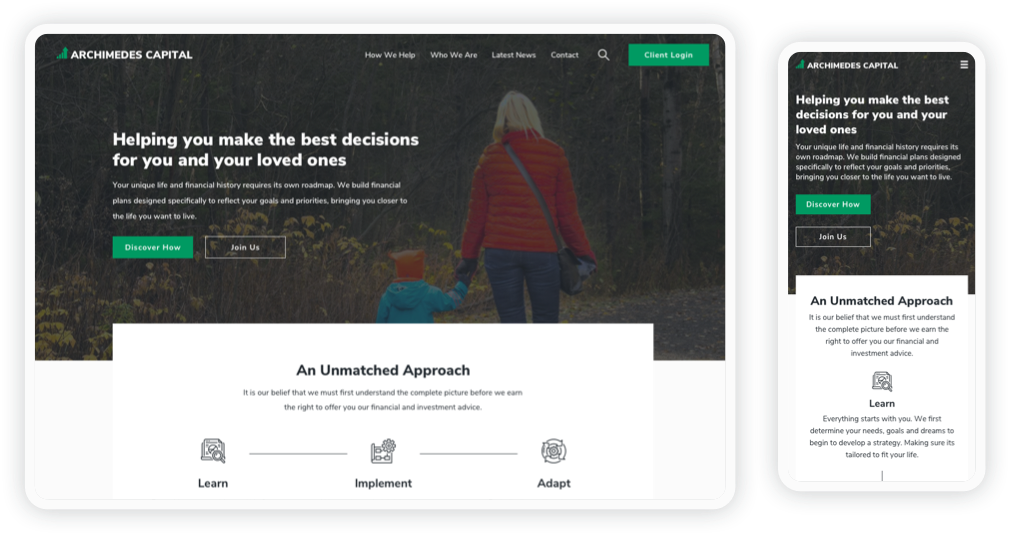 ARCHIMEDES CAPITAL
How We Help Who We Are Latest News Contact Client Login
Helping you make the best decisions
for you and your loved ones
Your unique life and financial history requires its own roadmap. We build financial
plans designed specifically to reflect your goals and priorities, bringing you closer to
the life you want to live.
Discover How Join Us
An Unmatched Approach
It is our belief that we must first understand the complete picture before we earn
the right to offer you our financial and investment advice.
Learn Implement Adapt
ARCHIMEDES CAPITAL
Helping you make the best
decisions for you and your
loved ones
Your unique life and financial history requires its
own roadmap. We build financial plans designed
specifically to reflect your goals and priorities,
bringing you closer to the life you want to live.
Discover How
Join Us
An Unmatched Approach
It is our belief that we must first understand
the complete picture before we earn the
right to offer you our financial and
investment advice.
Learn
Everything starts with you. We first
determine your needs, goals and dreams to
begin to develop a strategy. Making sure its
tailored to fit your life.